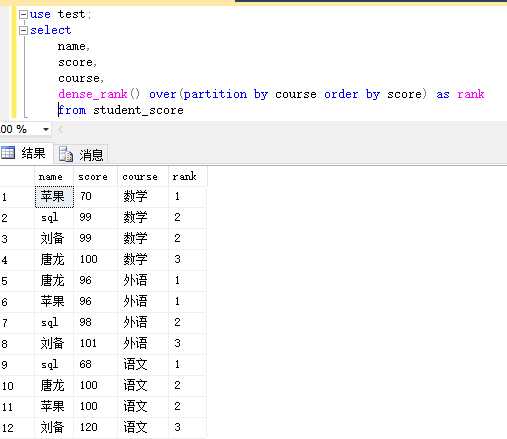 use test;
select
name,
score,
course,
dense_rank() over(partition by course order by score) as rank
from student_score
00 %
结果 消息
name score course rank
1 苹果 70 数学 1
2 sql 99 数学 2
3 刘备 99 数学 2
4 唐龙 100 数学 3
5 唐龙 96 外语 1
6 苹果 96 外语 1
7 sql 98 外语 2
8 刘备 101 外语 3
9 sql 68 语文 1
10 唐龙 100 语文 2
11 苹果 100 语文 2
12 刘备 120 语文 3